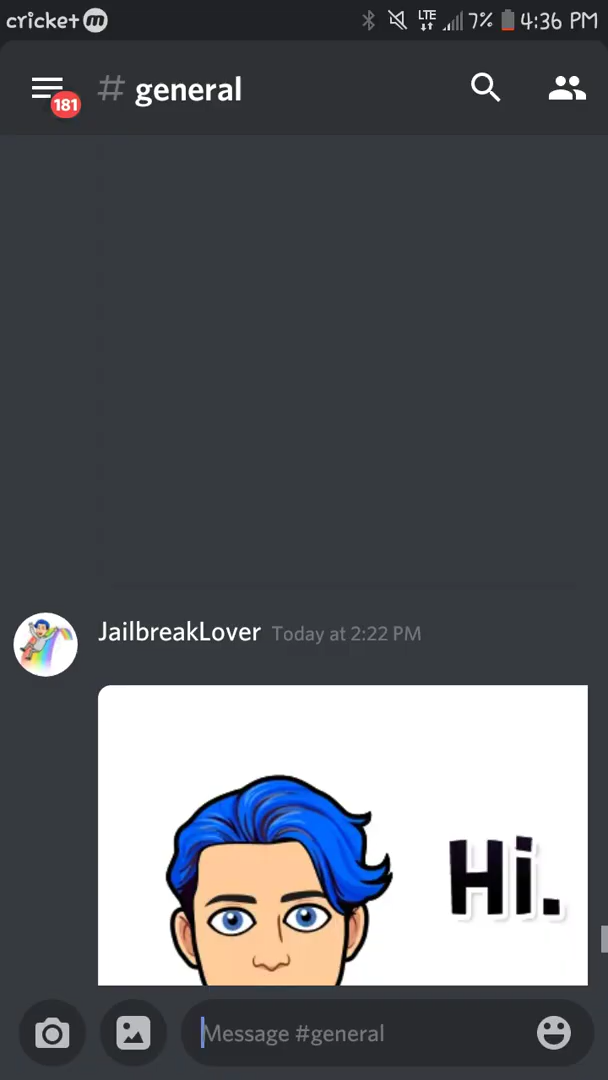 cricket m LTE 7% 4:36 PM
181 # general
JailbreakLover Today at 2:22 PM
Hi.
Message #general